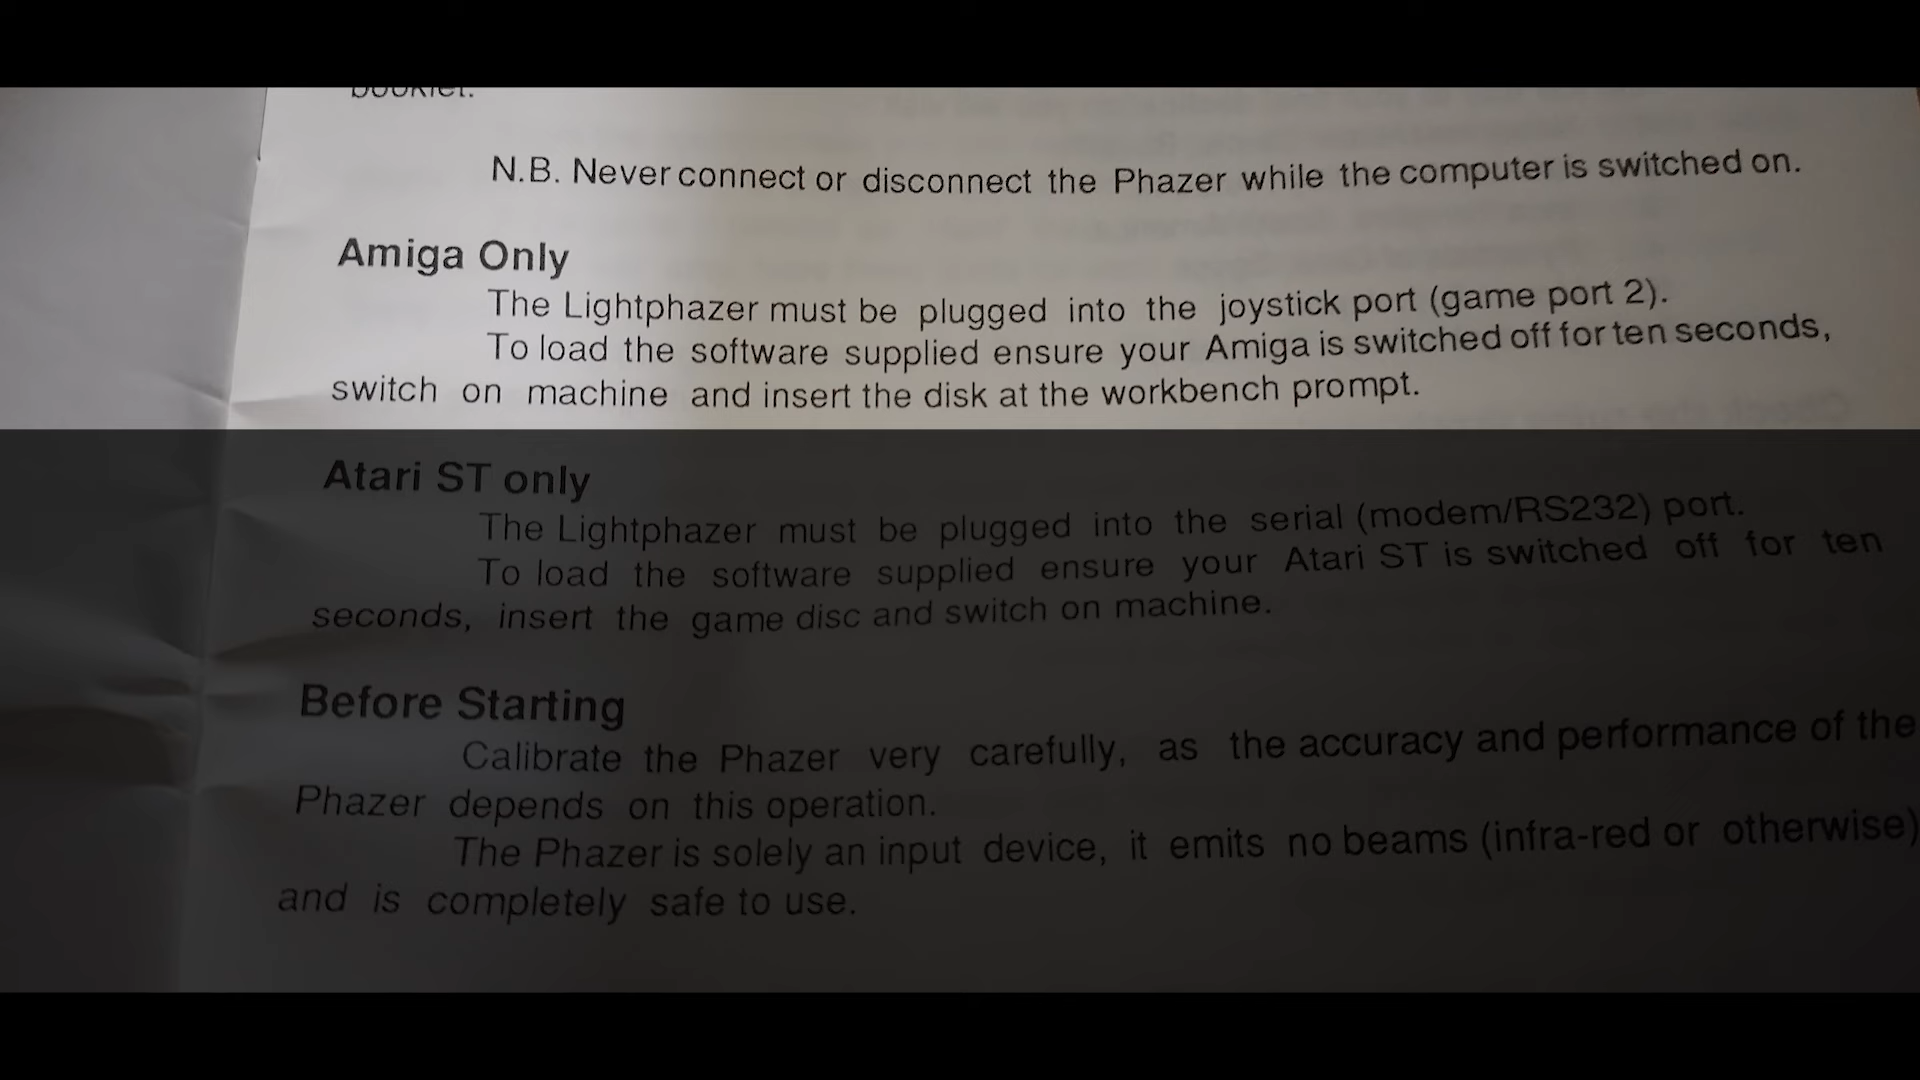 booklet.
N.B. Never connect or disconnect the Phazer while the computer is switched on.
Amiga Only
The Lightphazer must be plugged into the joystick port (game port 2).
To load the software supplied ensure your Amiga is switched off for ten seconds,
switch on machine and insert the disk at the workbench prompt.
Atari ST only
The Lightphazer must be plugged into the serial (modem/RS232) port.
To load the software supplied ensure your Atari ST is switched off for ten
seconds, insert the game disc and switch on machine.
Before Starting
Calibrate the Phazer very carefully, as the accuracy and performance of the
Phazer depends on this operation.
The Phazer is solely an input device, it emits no beams (infra-red or otherwise)
and is completely safe to use.